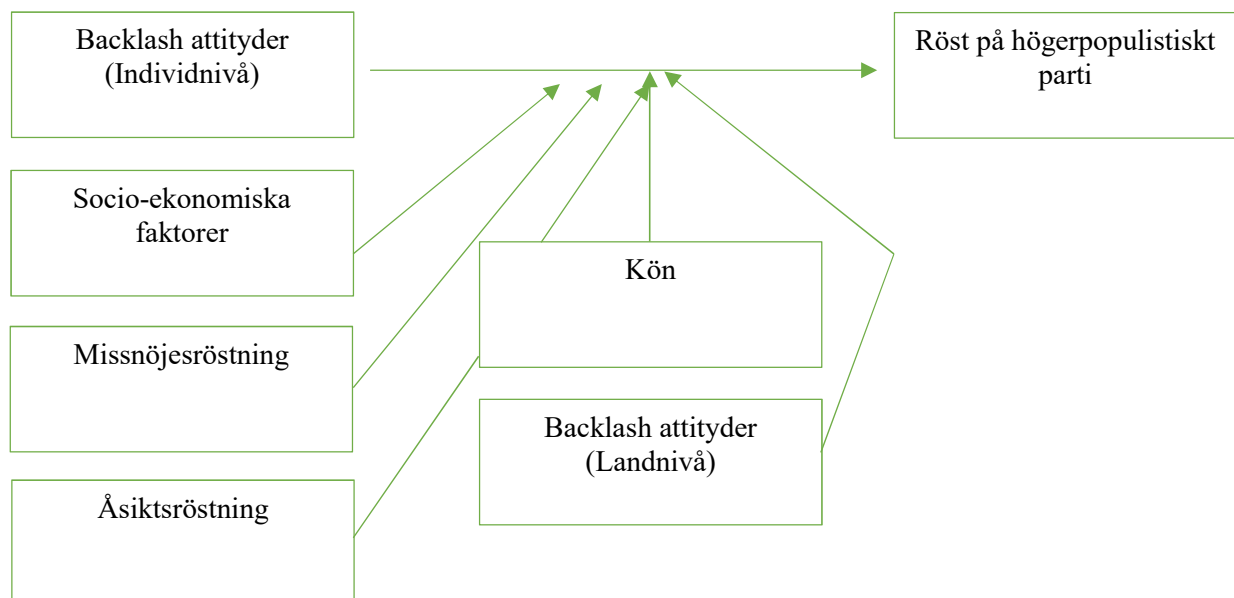 Backlash attityder
(Individnivå)
Röst på högerpopulistiskt
parti
Socio-ekonomiska
faktorer
Kön
Missnöjesröstning
Backlash attityder
(Landnivå)
Åsiktsröstning